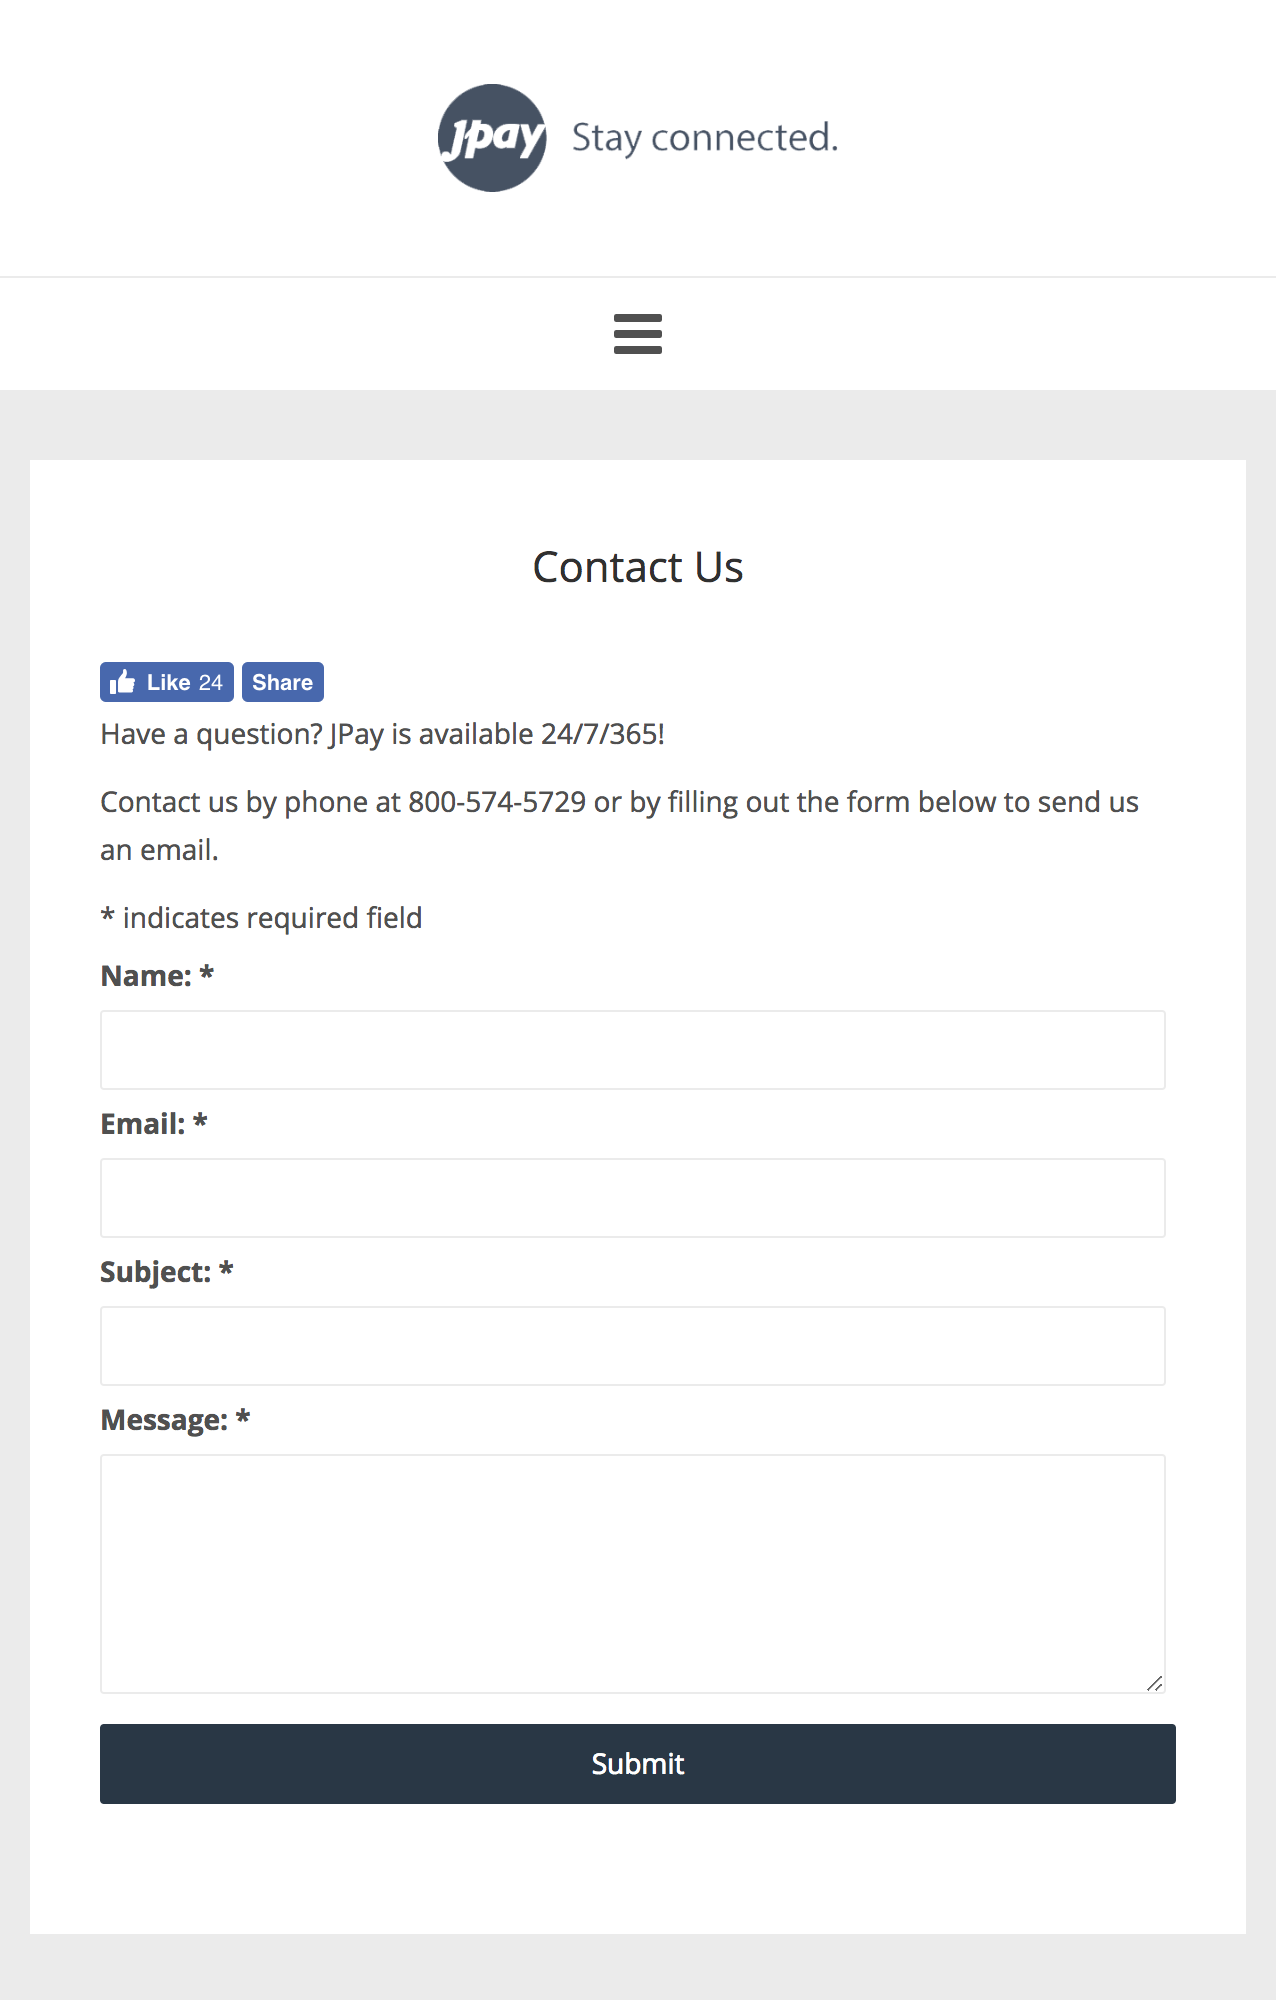 Jpay Stay connected.
Contact Us
Like 24 Share
Have a question? JPay is available 24/7/365!
Contact us by phone at 800-574-5729 or by filling out the form below to send us
an email.
* indicates required field
Name: *
Email: *
Subject: *
Message: *
Submit